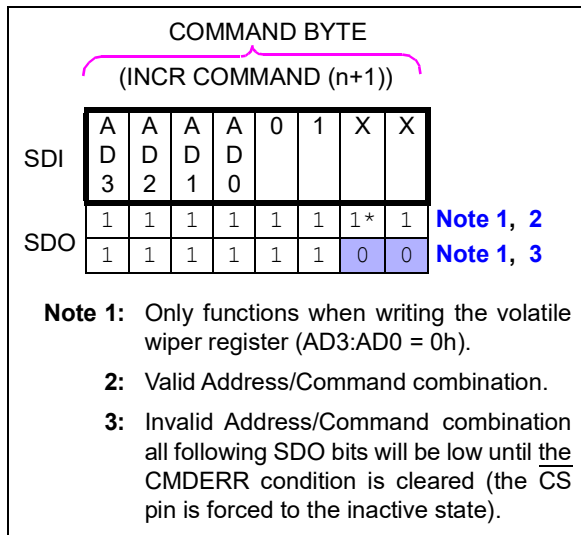 COMMAND BYTE
(INCR COMMAND (n+1))
SDI AD3 AD2 AD1 AD0 0 1 X X
SDO 1 1 1 1 1 1 1* 1 Note 1, 2
1 1 1 1 1 1 0 0 Note 1, 3
Note 1: Only functions when writing the volatile
wiper register (AD3:AD0 = 0h).
2: Valid Address/Command combination.
3: Invalid Address/Command combination
all following SDO bits will be low until the
CMDERR condition is cleared (the CS
pin is forced to the inactive state).